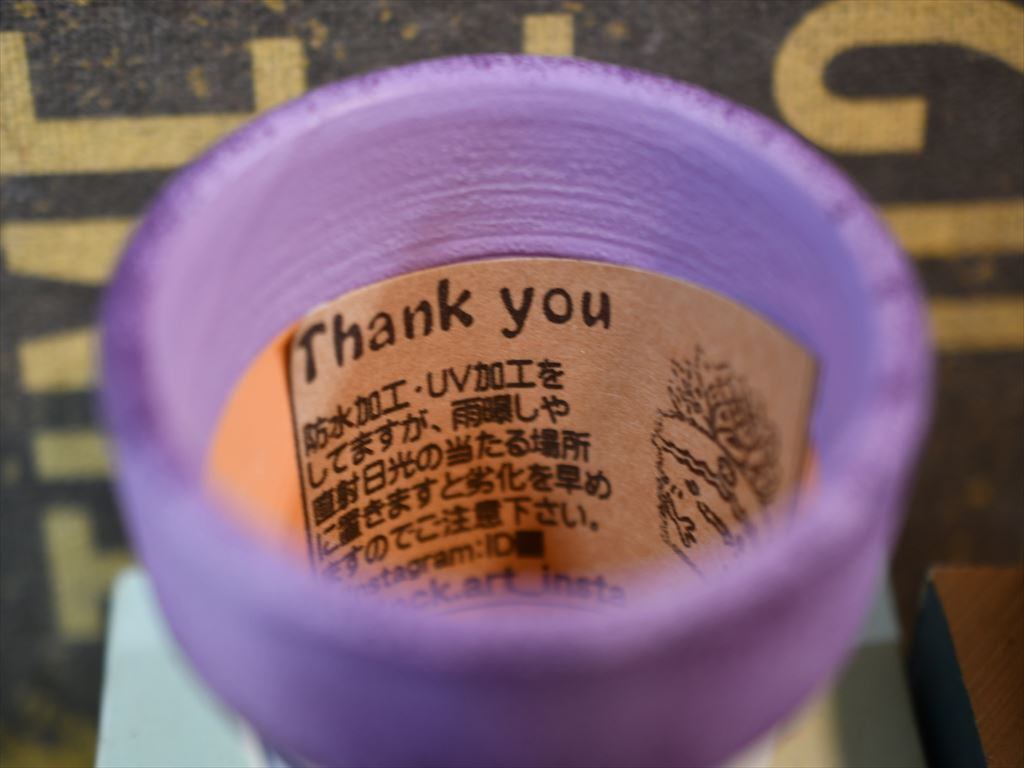 Thank you
防水加工・UV加工を
してますが、雨曝しや
直射日光の当たる場所
に置きますと劣化を早め
ますのでご注意下さい。
Instagram:ID
ck.art_insta